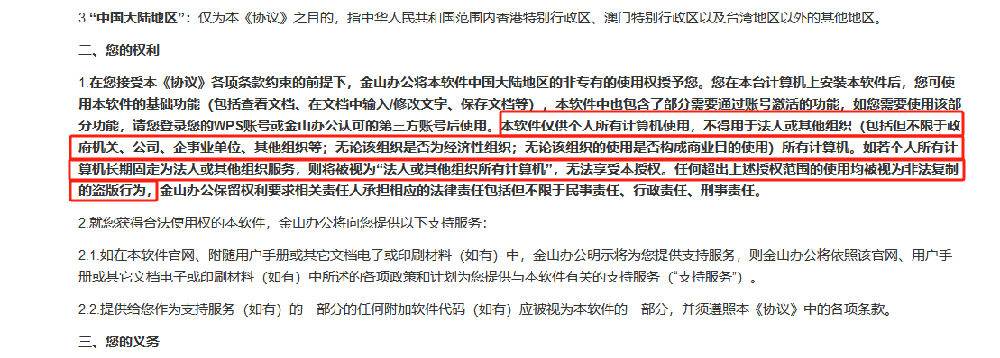 3.“中国大陆地区”：仅为本《协议》之目的，指中华人民共和国范围内香港特别行政区、澳门特别行政区以及台湾地区以外的其他地区。
二、您的权利
1.在您接受本《协议》各项条款约束的前提下，金山办公将本软件中国大陆地区的非专有的使用权授予您。您在本台计算机上安装本软件后，您可使
用本软件的基础功能（包括查看文档、在文档中输入/修改文字、保存文档等），本软件中也包含了部分需要通过账号激活的功能，如您需要使用该部
分功能，请您登录您的WPS账号或金山办公认可的第三方账号后使用。本软件仅供个人所有计算机使用，不得用于法人或其他组织（包括但不限于政
府机关、公司、企事业单位、其他组织等；无论该组织是否为经济性组织；无论该组织的使用是否构成商业目的使用）所有计算机。如若个人所有计
算机长期固定为法人或其他组织服务，则将被视为“法人或其他组织所有计算机”，无法享受本授权。任何超出上述授权范围的使用均被视为非法复制
的盗版行为，金山办公保留权利要求相关责任人承担相应的法律责任包括但不限于民事责任、行政责任、刑事责任。
2.就您获得合法使用权的本软件，金山办公将向您提供以下支持服务：
2.1.如在本软件官网、附随用户手册或其它文档电子或印刷材料（如有）中，金山办公明示将为您提供支持服务，则金山办公将依照该官网、用户手
册或其它文档电子或印刷材料（如有）中所述的各项政策和计划为您提供与本软件有关的支持服务（“支持服务”）。
2.2.提供给您作为支持服务（如有）的一部分的任何附加软件代码（如有）应被视为本软件的一部分，并须遵照本《协议》中的各项条款。
三、您的义务